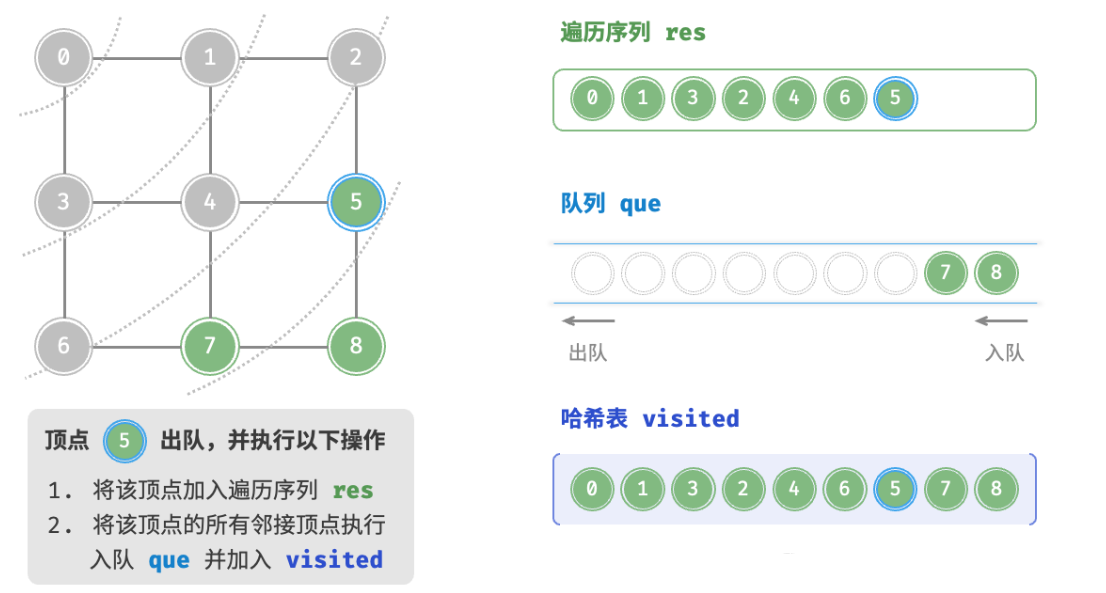 0 1 2
3 4 5
6 7 8
顶点 5 出队，并执行以下操作
1. 将该顶点加入遍历序列 res
2. 将该顶点的所有邻接顶点执行
入队 que 并加入 visited
遍历序列 res
0 1 3 2 4 6 5
队列 que
7 8
出队 入队
哈希表 visited
0 1 3 2 4 6 5 7 8